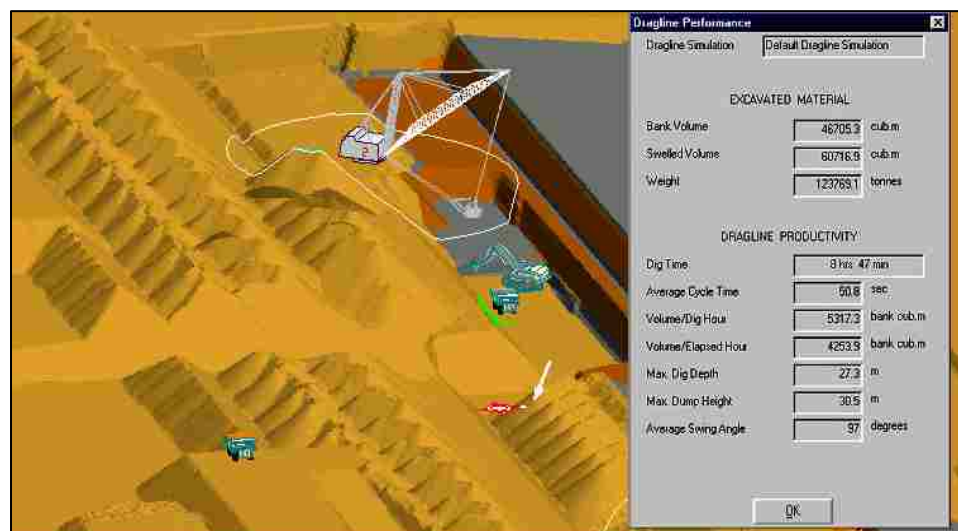 Dragline Performance
Dragline Simulation Default Dragline Simulation
EXCAVATED MATERIAL
Bank Volume 46705.3 cub.m
Swelled Volume 60716.9 cub.m
Weight 123769.1 tonnes
DRAGLINE PRODUCTIVITY
Dig Time 8 hrs 47 min
Average Cycle Time 50.8 sec
Volume/Dig Hour 5317.3 bank cub.m
Volume/Elapsed Hour 4253.9 bank cub.m
Max. Dig Depth 27.3 m
Max. Dump Height 30.5 m
Average Swing Angle 97 degrees
OK
2